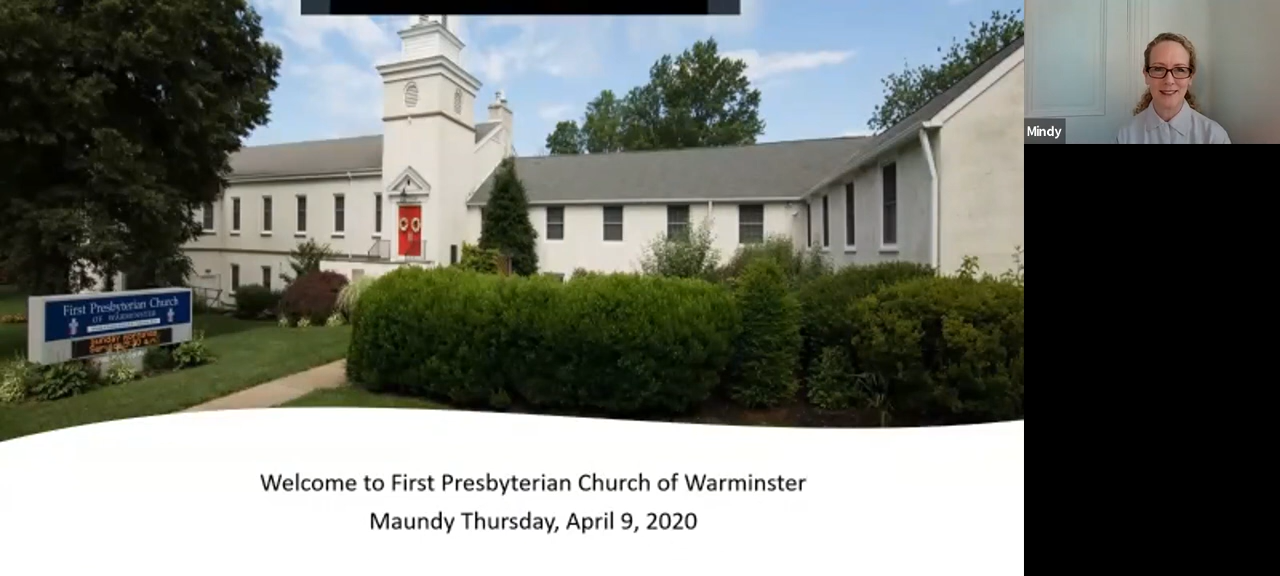 First Presbyterian Church
OF WARMINSTER
Mindy
Welcome to First Presbyterian Church of Warminster
Maundy Thursday, April 9, 2020